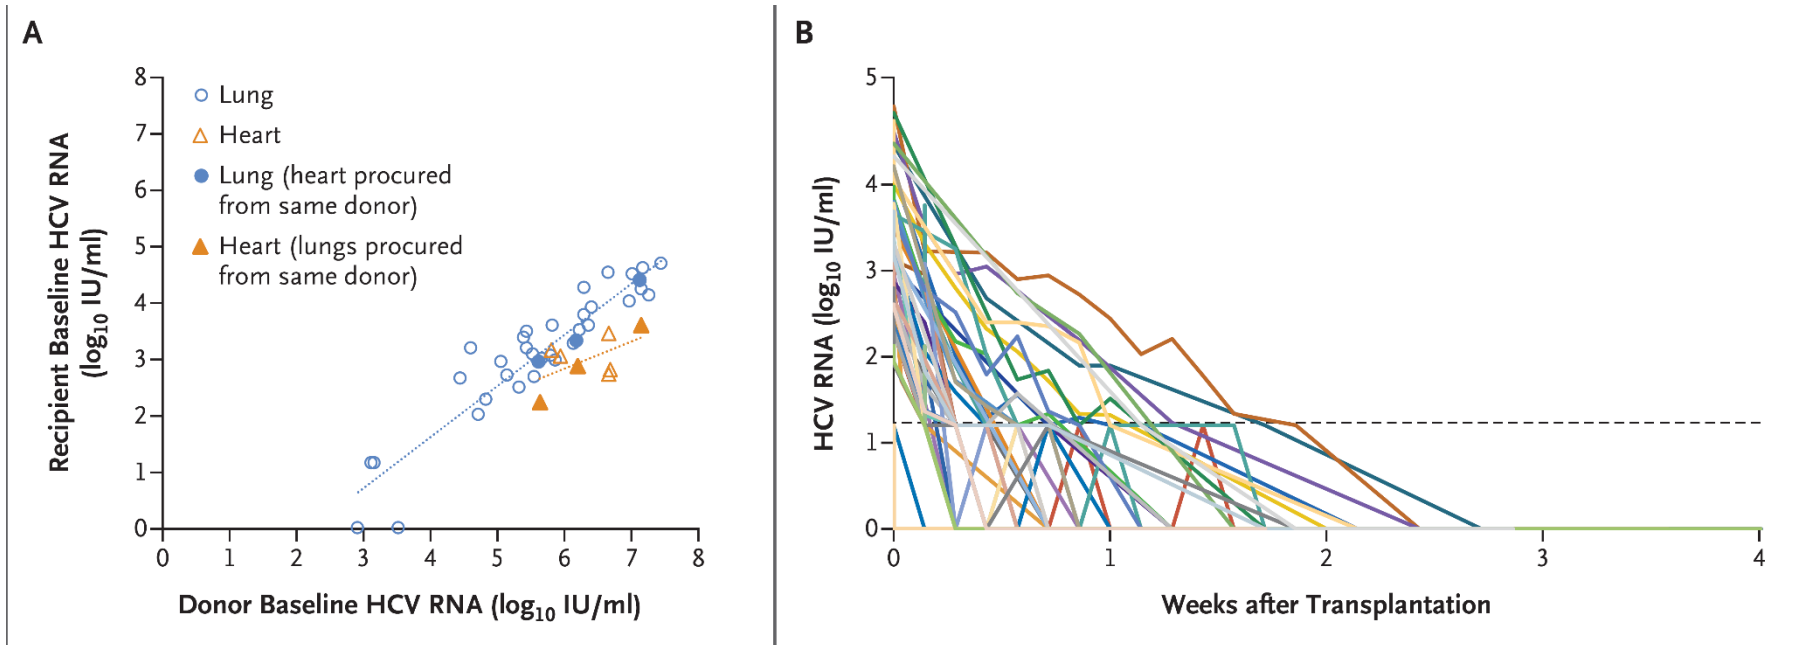 A
8
7
6
5
4
3
2
1
0
Recipient Baseline HCV RNA
(log10 IU/ml)
Lung
Heart
Lung (heart procured
from same donor)
Heart (lungs procured
from same donor)
0 1 2 3 4 5 6 7 8
Donor Baseline HCV RNA (log10 IU/ml)
B
5
4
3
2
1
0
HCV RNA (log10 IU/ml)
0 1 2 3 4
Weeks after Transplantation